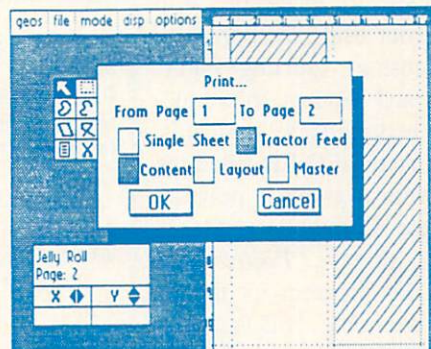 geos file mode disp options
Print...
From Page 1 To Page 2
Single Sheet Tractor Feed
Content Layout Master
OK Cancel
Jelly Roll
Page: 2
X Y